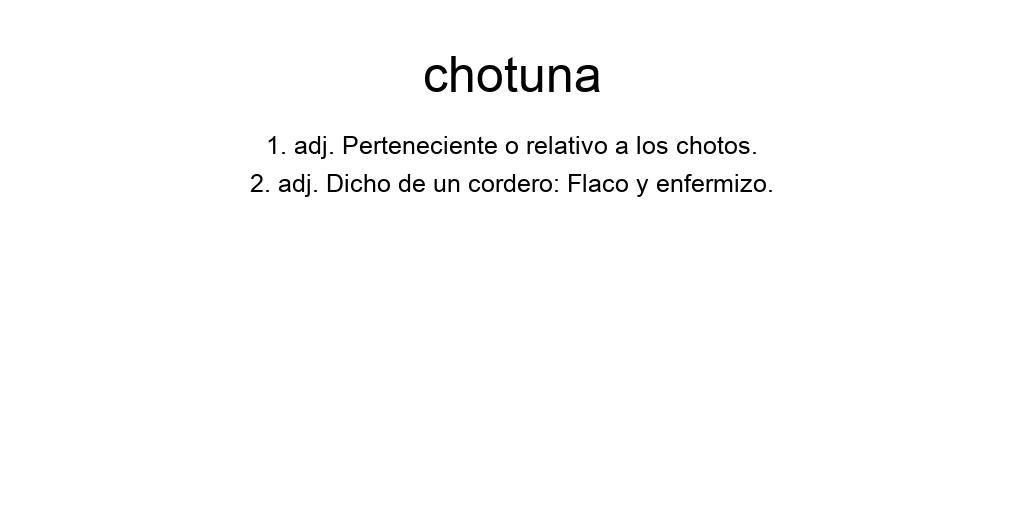 chotuna
1. adj. Perteneciente o relativo a los chotos.
2. adj. Dicho de un cordero: Flaco y enfermizo.